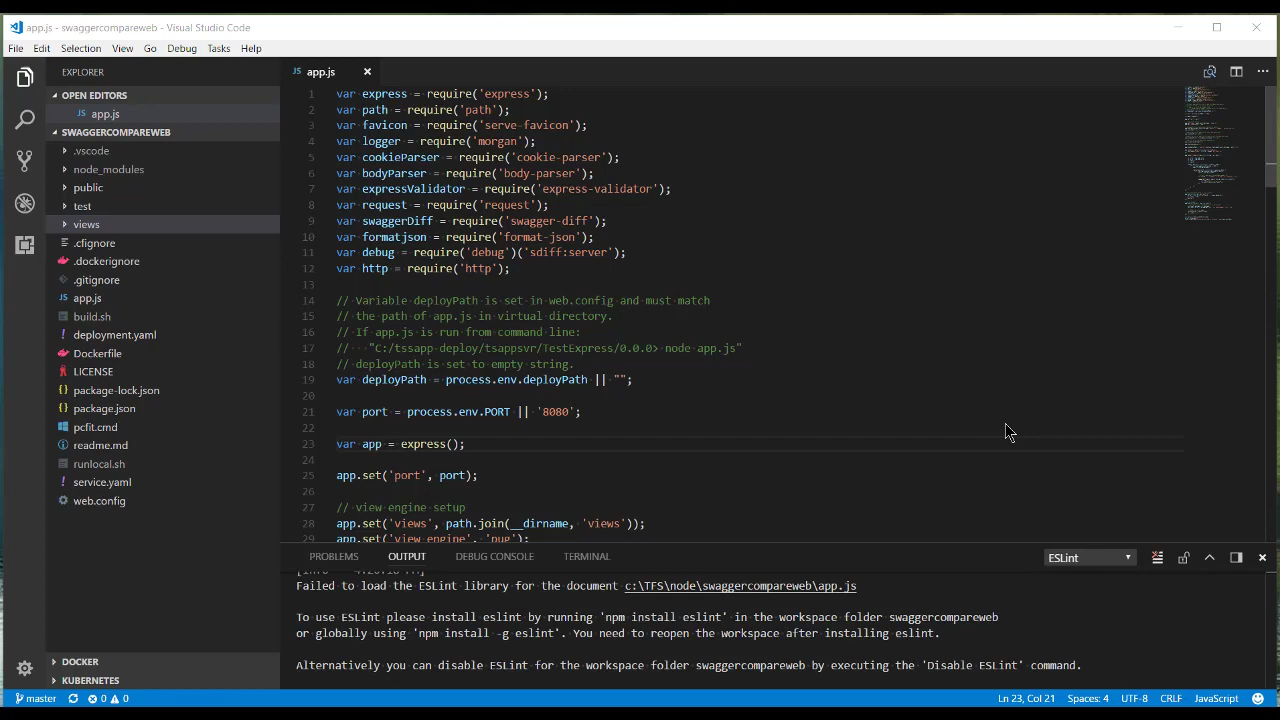 app.js - swaggercompareweb - Visual Studio Code
File Edit Selection View Go Debug Tasks Help
EXPLORER
OPEN EDITORS
JS app.js
SWAGGERCOMPAREWEB
.vscode
node_modules
public
test
views
.cfignore
.dockerignore
.gitignore
JS app.js
build.sh
! deployment.yaml
Dockerfile
LICENSE
package-lock.json
package.json
pcfit.cmd
readme.md
runlocal.sh
! service.yaml
web.config
DOCKER
KUBERNETES
JS app.js
1 var express = require('express');
2 var path = require('path');
3 var favicon = require('serve-favicon');
4 var logger = require('morgan');
5 var cookieParser = require('cookie-parser');
6 var bodyParser = require('body-parser');
7 var expressValidator = require('express-validator');
8 var request = require('request');
9 var swaggerDiff = require('swagger-diff');
10 var formatjson = require('format-json');
11 var debug = require('debug')('sdiff:server');
12 var http = require('http');
13
14 // Variable deployPath is set in web.config and must match
15 // the path of app.js in virtual directory.
16 // If app.js is run from command line:
17 //   "C:/tssapp-deploy/tsappsvr/TestExpress/0.0.0> node app.js"
18 // deployPath is set to empty string.
19 var deployPath = process.env.deployPath || "";
20
21 var port = process.env.PORT || '8080';
22
23 var app = express();
24
25 app.set('port', port);
26
27 // view engine setup
28 app.set('views', path.join(__dirname, 'views'));
29 app.set('view engine', 'pug');
PROBLEMS OUTPUT DEBUG CONSOLE TERMINAL ESLint
Failed to load the ESLint library for the document c:\TFS\node\swaggercompareweb\app.js
To use ESLint please install eslint by running 'npm install eslint' in the workspace folder swaggercompareweb
or globally using 'npm install -g eslint'. You need to reopen the workspace after installing eslint.
Alternatively you can disable ESLint for the workspace folder swaggercompareweb by executing the 'Disable ESLint' command.
master 0 0 Ln 23, Col 21 Spaces: 4 UTF-8 CRLF JavaScript